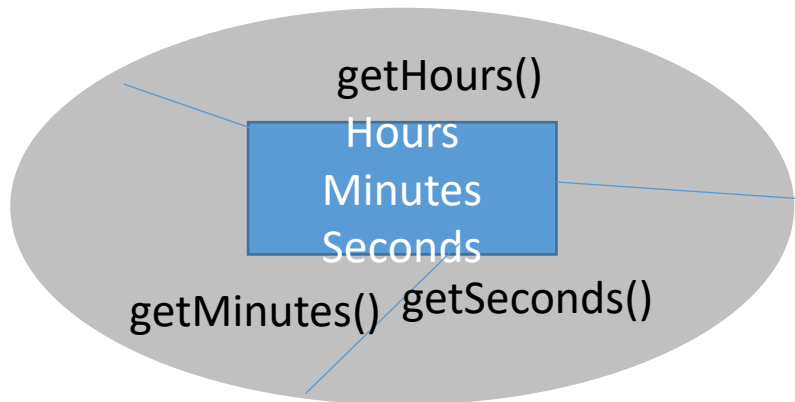 getHours()
Hours
Minutes
Seconds
getMinutes() getSeconds()